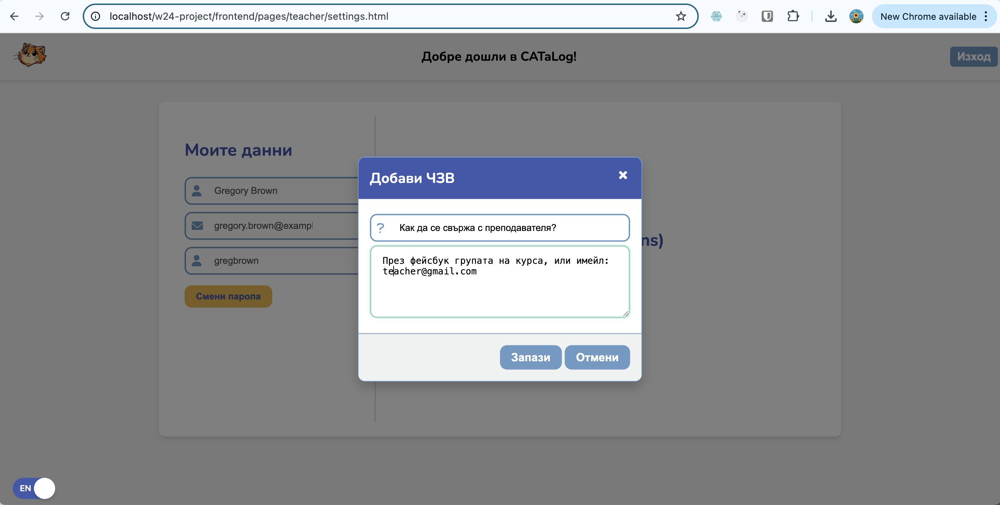 localhost/w24-project/frontend/pages/teacher/settings.html
New Chrome available
Добре дошли в CATaLog!
Изход
Моите данни
Gregory Brown
gregory.brown@exampl
gregbrown
Смени парола
ns)
Добави ЧЗВ
?
Как да се свържа с преподавателя?
През фейсбук групата на курса, или имейл:
teacher@gmail.com
Запази
Отмени
EN